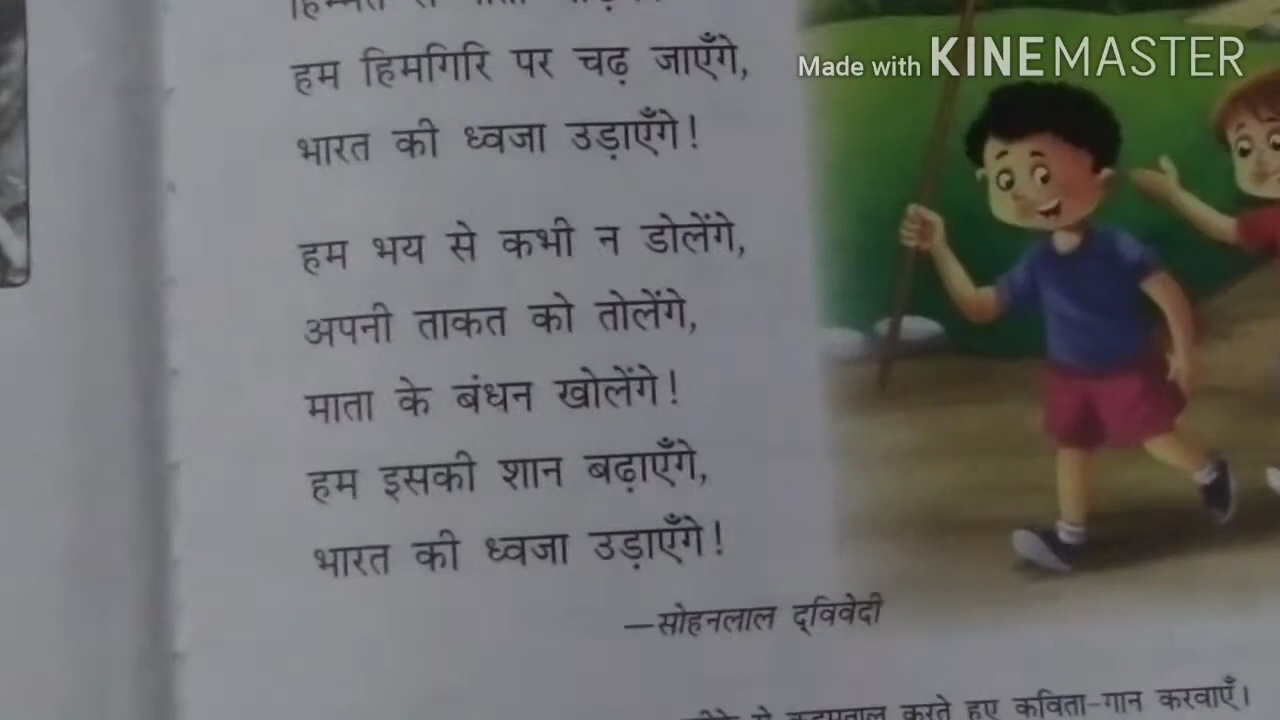 Made with KINEMASTER
हम हिमगिरि पर चढ़ जाएँगे,
भारत की ध्वजा उड़ाएँगे!
हम भय से कभी न डोलेंगे,
अपनी ताकत को तोलेंगे,
माता के बंधन खोलेंगे!
हम इसकी शान बढ़ाएँगे,
भारत की ध्वजा उड़ाएँगे!
—सोहनलाल द्विवेदी
करते हुए कविता-गान करवाएँ।